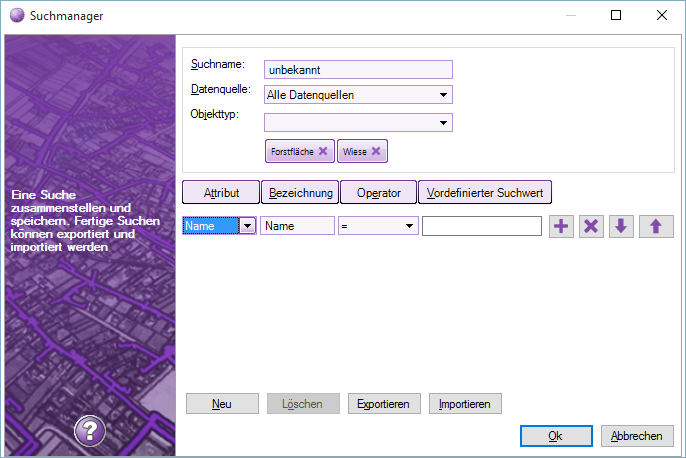 Suchmanager
Suchname: unbekannt
Datenquelle: Alle Datenquellen
Objekttyp:
Forstfläche Wiese
Eine Suche
zusammenstellen und
speichern. Fertige Suchen
können exportiert und
importiert werden
Attribut Bezeichnung Operator Vordefinierter Suchwert
Name Name =
Neu Löschen Exportieren Importieren
?
Ok Abbrechen